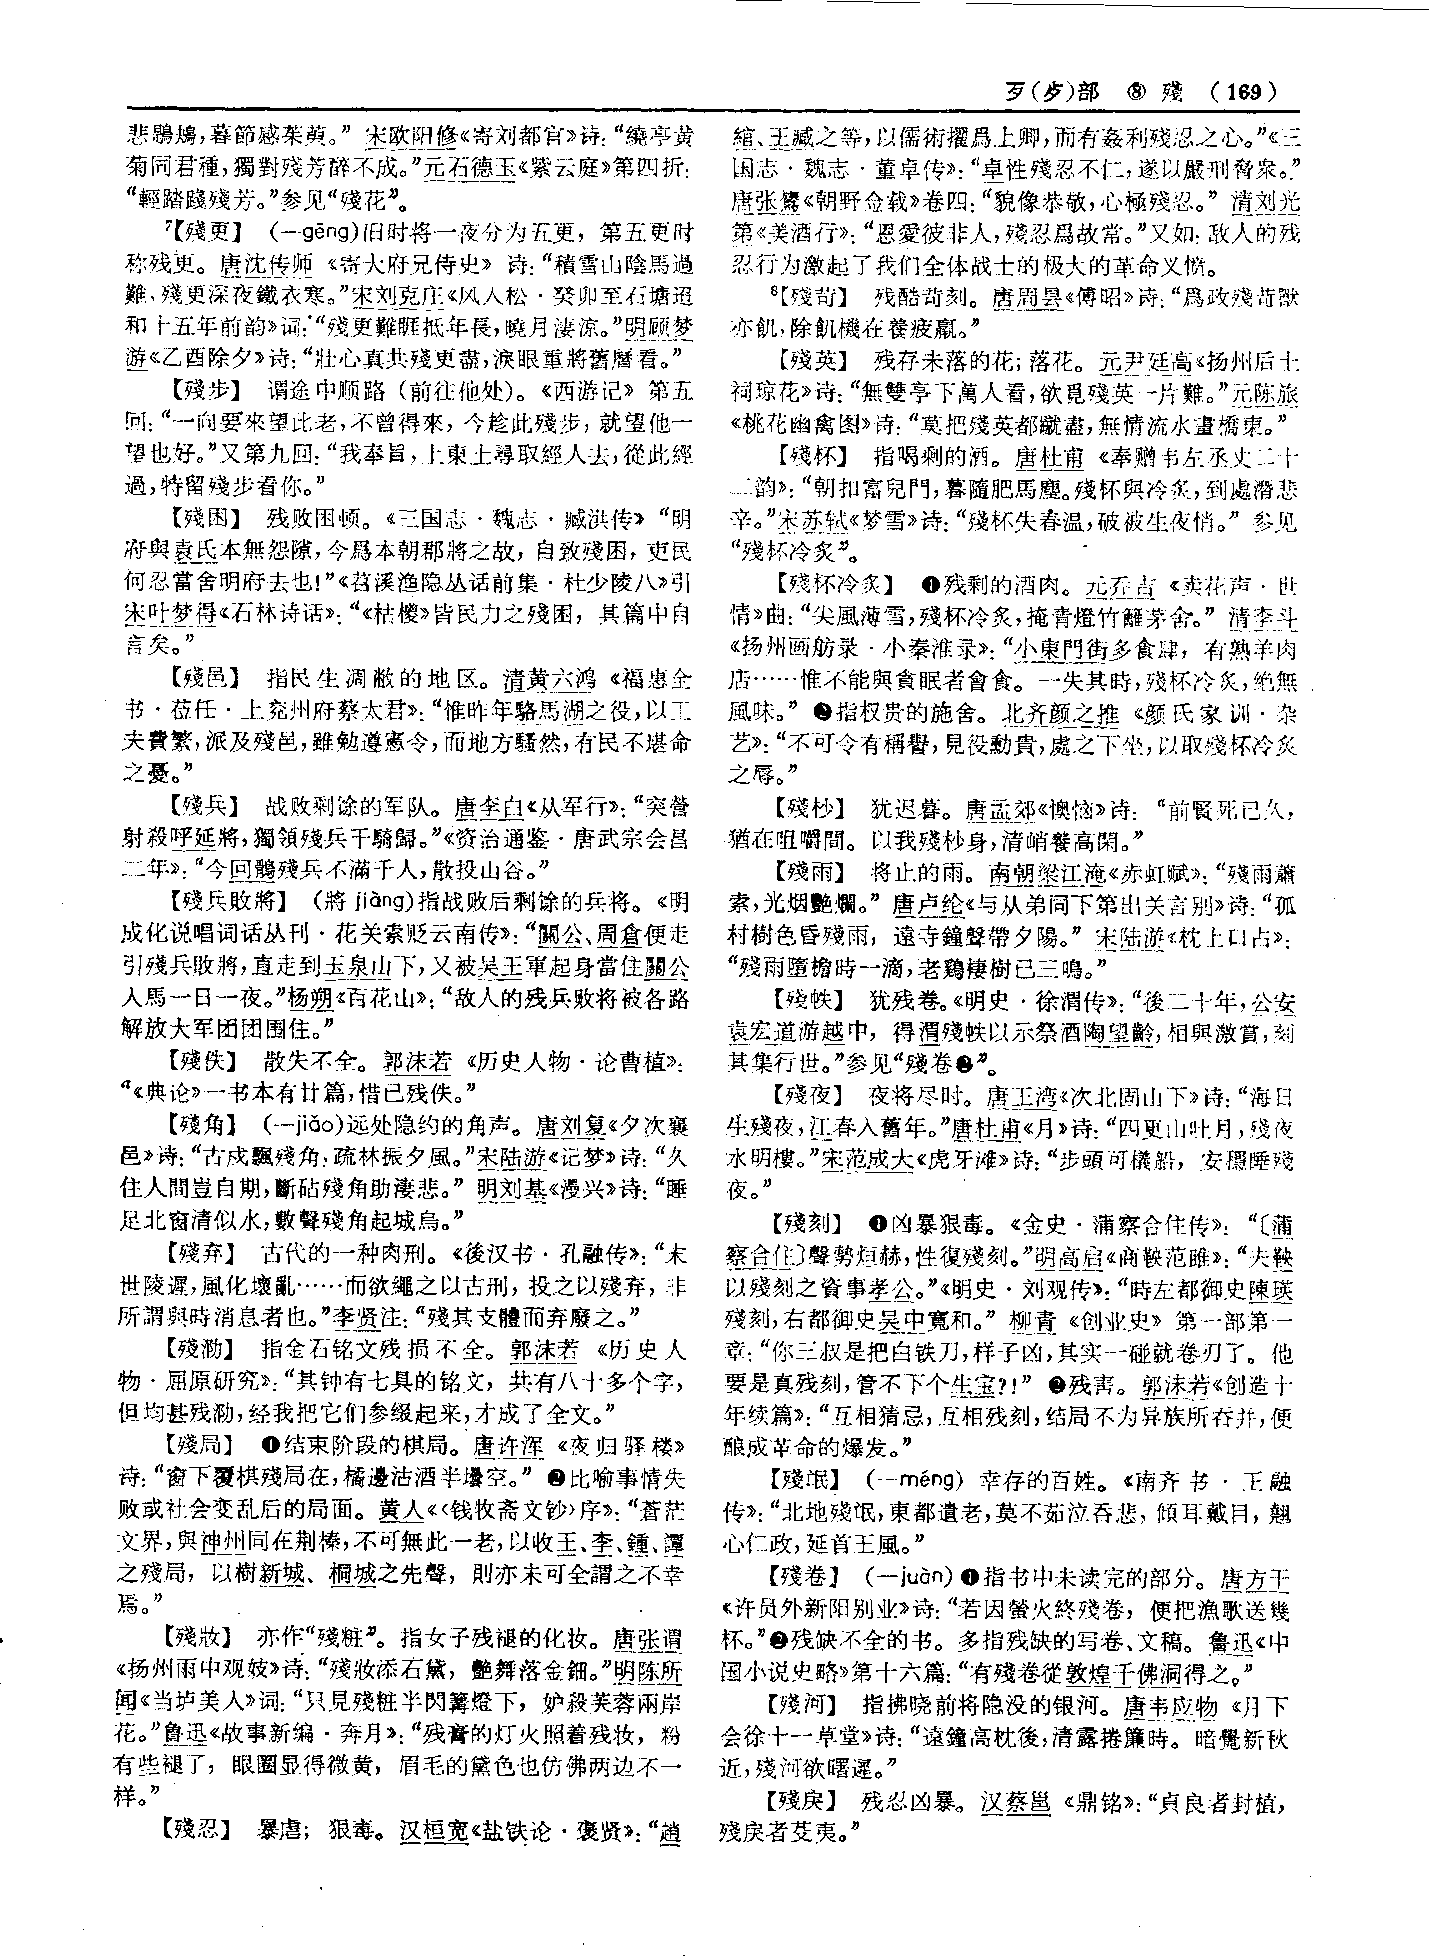 歹(歺)部 ⑧ 殘 (169)
悲鶗鴂,暮節感茱萸。” 宋欧阳修《寄刘都官》诗:“繞亭黄
菊同君種,獨對殘芳醉不成。”元石德玉《紫云庭》第四折:
“輕踏踐殘芳。”参见“殘花”。
7【殘更】 (—gēng)旧时将一夜分为五更,第五更时
称残更。唐沈传师《寄大府兄侍史》诗:“積雪山陰馬過
難,殘更深夜鐵衣寒。”宋刘克庄《风入松·癸卯至石塘追
和十五年前韵》词:“殘更難睚抵年長,曉月淒凉。”明顾梦
游《乙酉除夕》诗:“壯心真共殘更盡,淚眼重將舊曆看。”
【殘步】 谓途中顺路(前往他处)。《西游记》第五
回:“一向要來望此老,不曾得來,今趁此殘步,就望他一
望也好。”又第九回:“我奉旨,上東土尋取經人去,從此經
過,特留殘步看你。”
【殘困】 残败困顿。《三国志·魏志·臧洪传》“明
府與袁氏本無怨隙,今爲本朝郡將之故,自致殘困,吏民
何忍當舍明府去也!”《苕溪渔隐丛话前集·杜少陵八》引
宋叶梦得《石林诗话》:“《枯椶》皆民力之殘困,其篇中自
言矣。”
【殘邑】 指民生凋敝的地区。清黄六鸿《福惠全
书·莅任·上兖州府蔡太君》:“惟昨年駱馬湖之役,以工
夫費繁,派及殘邑,雖勉遵憲令,而地方騷然,有民不堪命
之憂。”
【殘兵】 战败剩馀的军队。唐李白《从军行》:“突營
射殺呼延將,獨領殘兵千騎歸。”《资治通鉴·唐武宗会昌
二年》:“今回鶻殘兵不滿千人,散投山谷。”
【殘兵敗將】 (將 jiàng)指战败后剩馀的兵将。《明
成化说唱词话丛刊·花关索贬云南传》:“關公、周倉便走
引殘兵敗將,直走到玉泉山下,又被吴王軍起身當住關公
人馬一日一夜。”杨朔《百花山》:“敌人的残兵败将被各路
解放大军团团围住。”
【殘佚】 散失不全。郭沫若《历史人物·论曹植》:
“《典论》一书本有廿篇,惜已残佚。”
【殘角】 (—jiǎo)远处隐约的角声。唐刘复《夕次襄
邑》诗:“古戍飄殘角,疏林振夕風。”宋陆游《记梦》诗:“久
住人間豈自期,斷砧殘角助淒悲。” 明刘基《漫兴》诗:“睡
足北窗清似水,數聲殘角起城烏。”
【殘弃】 古代的一种肉刑。《後汉书·孔融传》:“末
世陵遲,風化壞亂……而欲繩之以古刑,投之以殘弃,非
所謂與時消息者也。”李贤注:“殘其支體而弃廢之。”
【殘泐】 指金石铭文残损不全。郭沫若《历史人
物·屈原研究》:“其钟有七具的铭文,共有八十多个字,
但均甚残泐,经我把它们参缀起来,才成了全文。”
【殘局】 ❶结束阶段的棋局。唐许浑《夜归驿楼》
诗:“窗下覆棋殘局在,橘邊沽酒半壜空。” ❷比喻事情失
败或社会变乱后的局面。黄人《〈钱牧斋文钞〉序》:“蒼茫
文界,與神州同在荆榛,不可無此一老,以收王、李、鍾、譚
之殘局,以樹新城、桐城之先聲,則亦未可全謂之不幸
焉。”
【殘妝】 亦作“殘粧”。指女子残褪的化妆。唐张谓
《扬州雨中观妓》诗:“殘妝添石黛,艷舞落金鈿。”明陈所
闻《当垆美人》词:“只見殘粧半閃篝燈下,妒殺芙蓉兩岸
花。”鲁迅《故事新编·奔月》:“残膏的灯火照着残妆,粉
有些褪了,眼圈显得微黄,眉毛的黛色也仿佛两边不一
样。”
【殘忍】 暴虐;狠毒。汉桓宽《盐铁论·褒贤》:“趙
綰、王臧之等,以儒術擢爲上卿,而有姦利殘忍之心。”《三
国志·魏志·董卓传》:“卓性殘忍不仁,遂以嚴刑脅衆。”
唐张鷟《朝野佥载》卷四:“貌像恭敬,心極殘忍。” 清刘光
第《美酒行》:“恩愛彼非人,殘忍爲故常。”又如:敌人的残
忍行为激起了我们全体战士的极大的革命义愤。
8【殘苛】 残酷苛刻。唐周昙《傅昭》诗:“爲政殘苛獸
亦飢,除飢機在養疲羸。”
【殘英】 残存未落的花;落花。元尹廷高《扬州后土
祠琼花》诗:“無雙亭下萬人看,欲覓殘英一片難。”元陈旅
《桃花幽禽图》诗:“莫把殘英都蹴盡,無情流水畫橋東。”
【殘杯】 指喝剩的酒。唐杜甫《奉赠韦左丞丈二十
二韵》:“朝扣富兒門,暮隨肥馬塵。殘杯與冷炙,到處潛悲
辛。”宋苏轼《梦雪》诗:“殘杯失春温,破被生夜悄。” 参见
“殘杯冷炙”。
【殘杯冷炙】 ❶残剩的酒肉。元乔吉《卖花声·世
情》曲:“尖風薄雪,殘杯冷炙,掩青燈竹籬茅舍。” 清李斗
《扬州画舫录·小秦淮录》:“小東門街多食肆,有熟羊肉
店……惟不能與貪眠者會食。一失其時,殘杯冷炙,絶無
風味。” ❷指权贵的施舍。北齐颜之推《颜氏家训·杂
艺》:“不可令有稱譽,見役勳貴,處之下坐,以取殘杯冷炙
之辱。”
【殘杪】 犹迟暮。唐孟郊《懊恼》诗:“前賢死已久,
猶在咀嚼間。以我殘杪身,清峭養高閑。”
【殘雨】 将止的雨。南朝梁江淹《赤虹赋》:“殘雨蕭
索,光烟艷爛。” 唐卢纶《与从弟同下第出关言别》诗:“孤
村樹色昏殘雨,遠寺鐘聲帶夕陽。” 宋陆游《枕上口占》:
“殘雨墮檐時一滴,老鷄棲樹已三鳴。”
【殘帙】 犹残卷。《明史·徐渭传》:“後二十年,公安
袁宏道游越中,得渭殘帙以示祭酒陶望齡,相與激賞,刻
其集行世。”参见“殘卷❷”。
【殘夜】 夜将尽时。唐王湾《次北固山下》诗:“海日
生殘夜,江春入舊年。”唐杜甫《月》诗:“四更山吐月,殘夜
水明樓。”宋范成大《虎牙滩》诗:“步頭可檥船,安穩睡殘
夜。”
【殘刻】 ❶凶暴狠毒。《金史·蒲察合住传》:“〔蒲
察合住〕聲勢烜赫,性復殘刻。”明高启《商鞅范雎》:“夫鞅
以殘刻之資事孝公。”《明史·刘观传》:“時左都御史陳瑛
殘刻,右都御史吴中寬和。” 柳青《创业史》第一部第一
章:“你三叔是把白铁刀,样子凶,其实一碰就卷刃了。他
要是真残刻,管不下个生宝?!” ❷残害。郭沫若《创造十
年续篇》:“互相猜忌,互相残刻,结局不为异族所吞并,便
酿成革命的爆发。”
【殘氓】 (—méng) 幸存的百姓。《南齐书·王融
传》:“北地殘氓,東都遺老,莫不茹泣吞悲,傾耳戴目,翹
心仁政,延首王風。”
【殘卷】 (—juàn) ❶指书中未读完的部分。唐方干
《许员外新阳别业》诗:“若因螢火終殘卷,便把漁歌送幾
杯。”❷残缺不全的书。多指残缺的写卷、文稿。鲁迅《中
国小说史略》第十六篇:“有殘卷從敦煌千佛洞得之。”
【殘河】 指拂晓前将隐没的银河。唐韦应物《月下
会徐十一草堂》诗:“遠鐘高枕後,清露捲簾時。暗覺新秋
近,殘河欲曙遲。”
【殘戾】 残忍凶暴。汉蔡邕《鼎铭》:“貞良者封植,
殘戾者芟夷。”